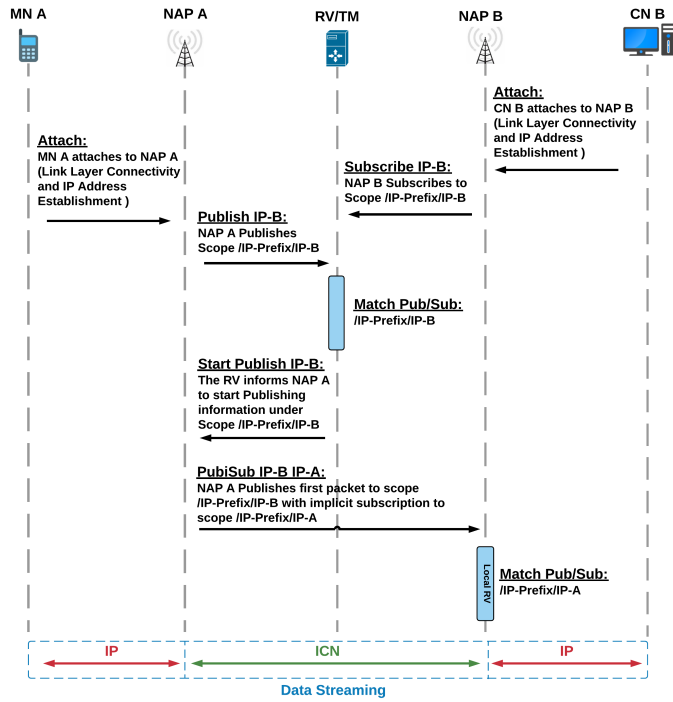 MN A
NAP A
RV/TM
NAP B
CN B
Attach:
CN B attaches to NAP B
(Link Layer Connectivity
and IP Address
Establishment )
Attach:
MN A attaches to NAP A
(Link Layer Connectivity
and IP Address
Establishment )
Subscribe IP-B:
NAP B Subscribes to
Scope /IP-Prefix/IP-B
Publish IP-B:
NAP A Publishes
Scope /IP-Prefix/IP-B
Match Pub/Sub:
/IP-Prefix/IP-B
Start Publish IP-B:
The RV informs NAP A
to start Publishing
information under
Scope /IP-Prefix/IP-B
PubiSub IP-B IP-A:
NAP A Publishes first packet to scope
/IP-Prefix/IP-B with implicit subscription to
scope /IP-Prefix/IP-A
Local RV
Match Pub/Sub:
/IP-Prefix/IP-A
IP
ICN
IP
Data Streaming